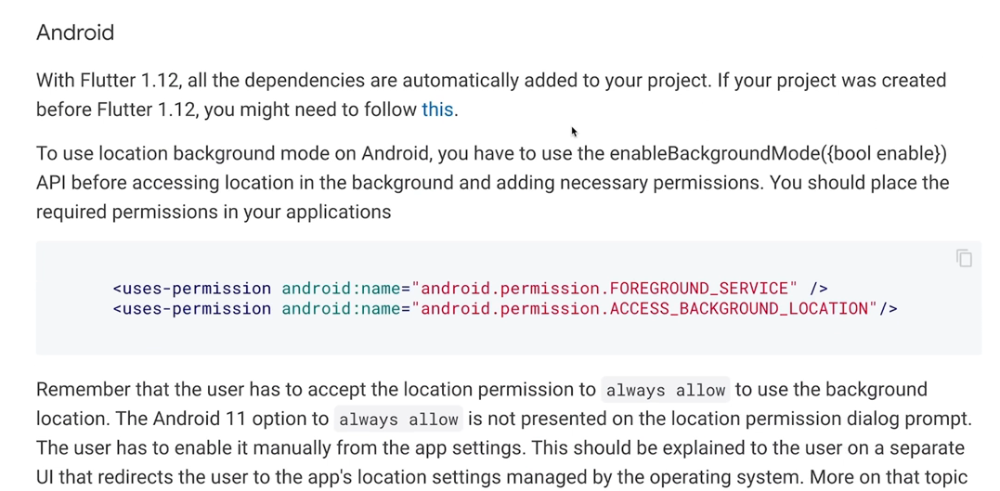 Android
With Flutter 1.12, all the dependencies are automatically added to your project. If your project was created
before Flutter 1.12, you might need to follow this.
To use location background mode on Android, you have to use the enableBackgroundMode({bool enable})
API before accessing location in the background and adding necessary permissions. You should place the
required permissions in your applications
<uses-permission android:name="android.permission.FOREGROUND_SERVICE" />
<uses-permission android:name="android.permission.ACCESS_BACKGROUND_LOCATION"/>
Remember that the user has to accept the location permission to always allow to use the background
location. The Android 11 option to always allow is not presented on the location permission dialog prompt.
The user has to enable it manually from the app settings. This should be explained to the user on a separate
UI that redirects the user to the app's location settings managed by the operating system. More on that topic